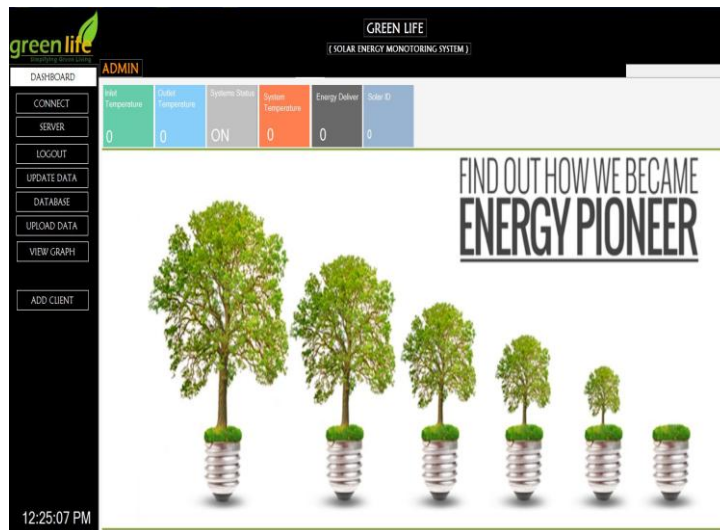 GREEN LIFE
( SOLAR ENERGY MONOTORING SYSTEM )
green life
Simplifying Green Living
ADMIN
DASHBOARD
CONNECT
SERVER
LOGOUT
UPDATE DATA
DATABASE
UPLOAD DATA
VIEW GRAPH
ADD CLIENT
12:25:07 PM
Inlet
Temperature
0
Outlet
Temperature
0
Systems Status
ON
System
Temperature
0
Energy Deliver
0
Solar ID
0
FIND OUT HOW WE BECAME
ENERGY PIONEER